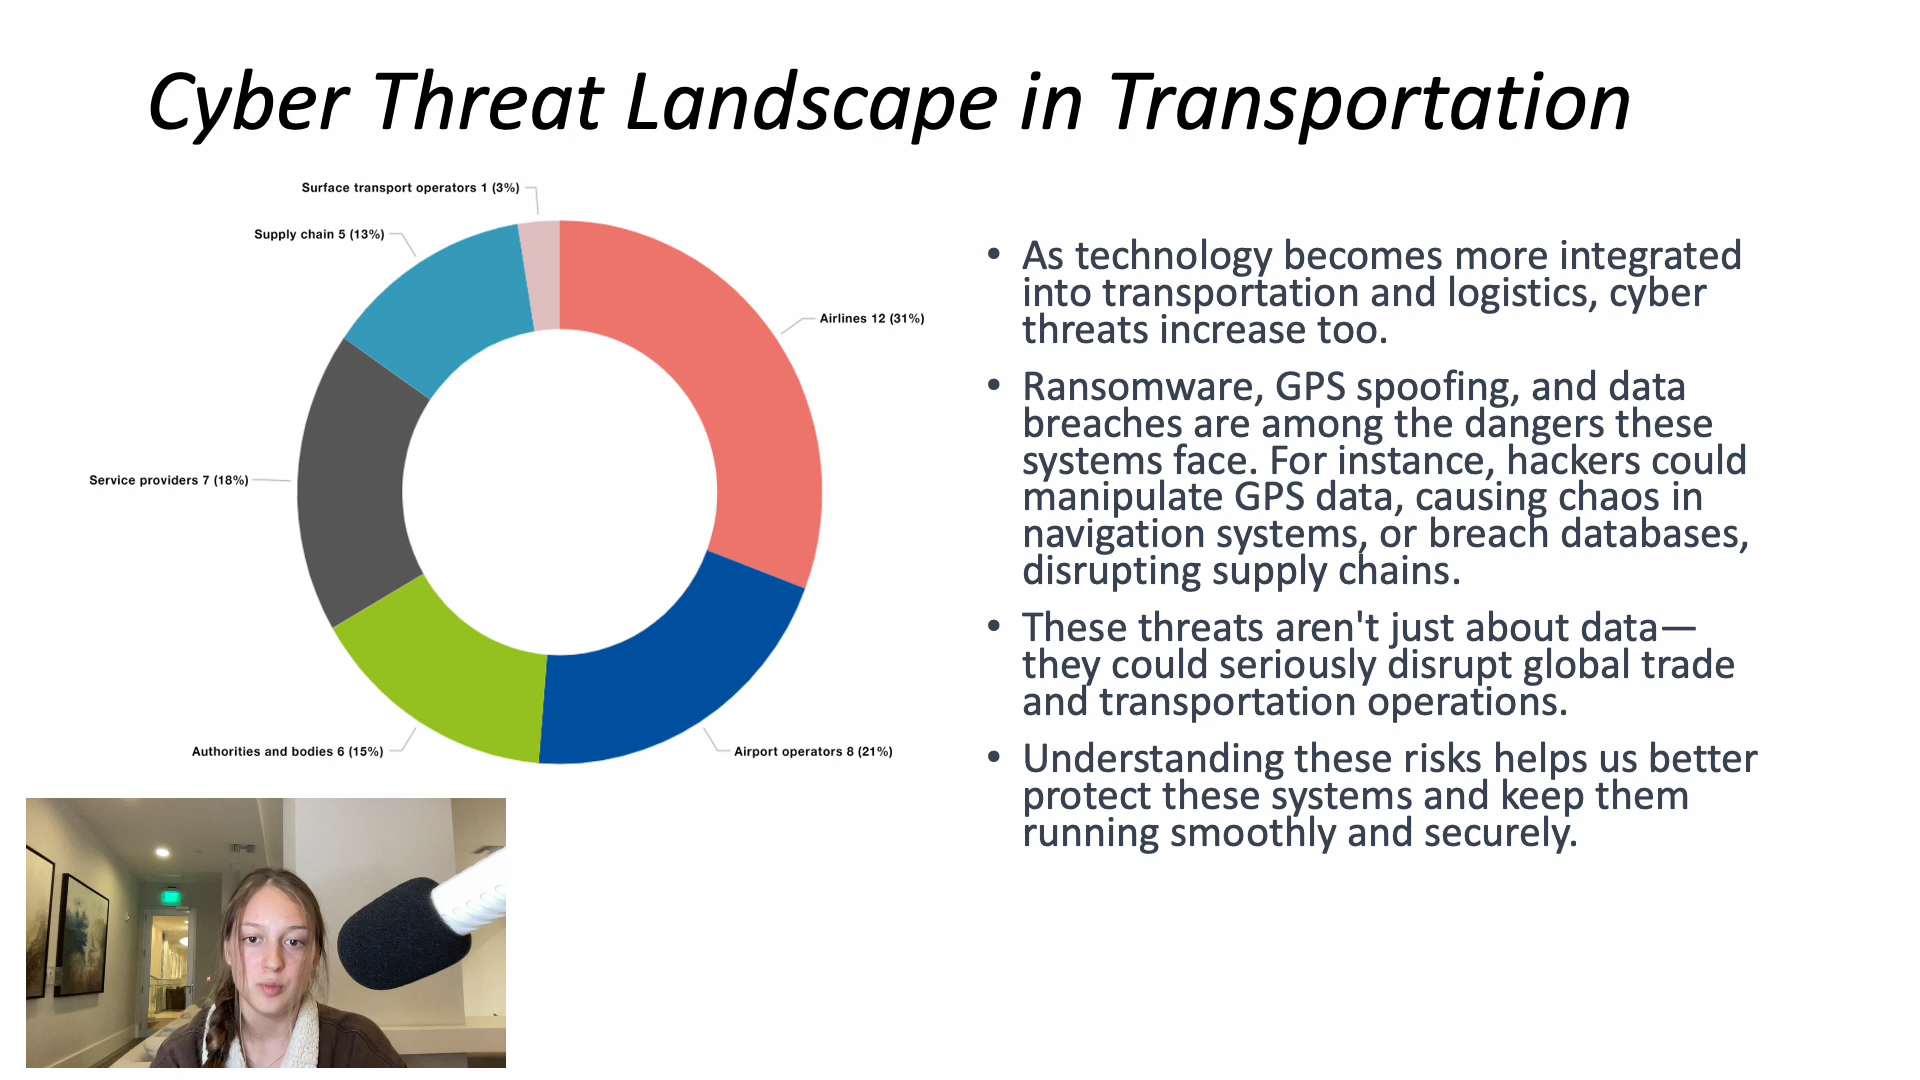 Cyber Threat Landscape in Transportation
Surface transport operators 1 (3%)
Supply chain 5 (13%)
Airlines 12 (31%)
Service providers 7 (18%)
Authorities and bodies 6 (15%)
Airport operators 8 (21%)
• As technology becomes more integrated
into transportation and logistics, cyber
threats increase too.
• Ransomware, GPS spoofing, and data
breaches are among the dangers these
systems face. For instance, hackers could
manipulate GPS data, causing chaos in
navigation systems, or breach databases,
disrupting supply chains.
• These threats aren't just about data—
they could seriously disrupt global trade
and transportation operations.
• Understanding these risks helps us better
protect these systems and keep them
running smoothly and securely.